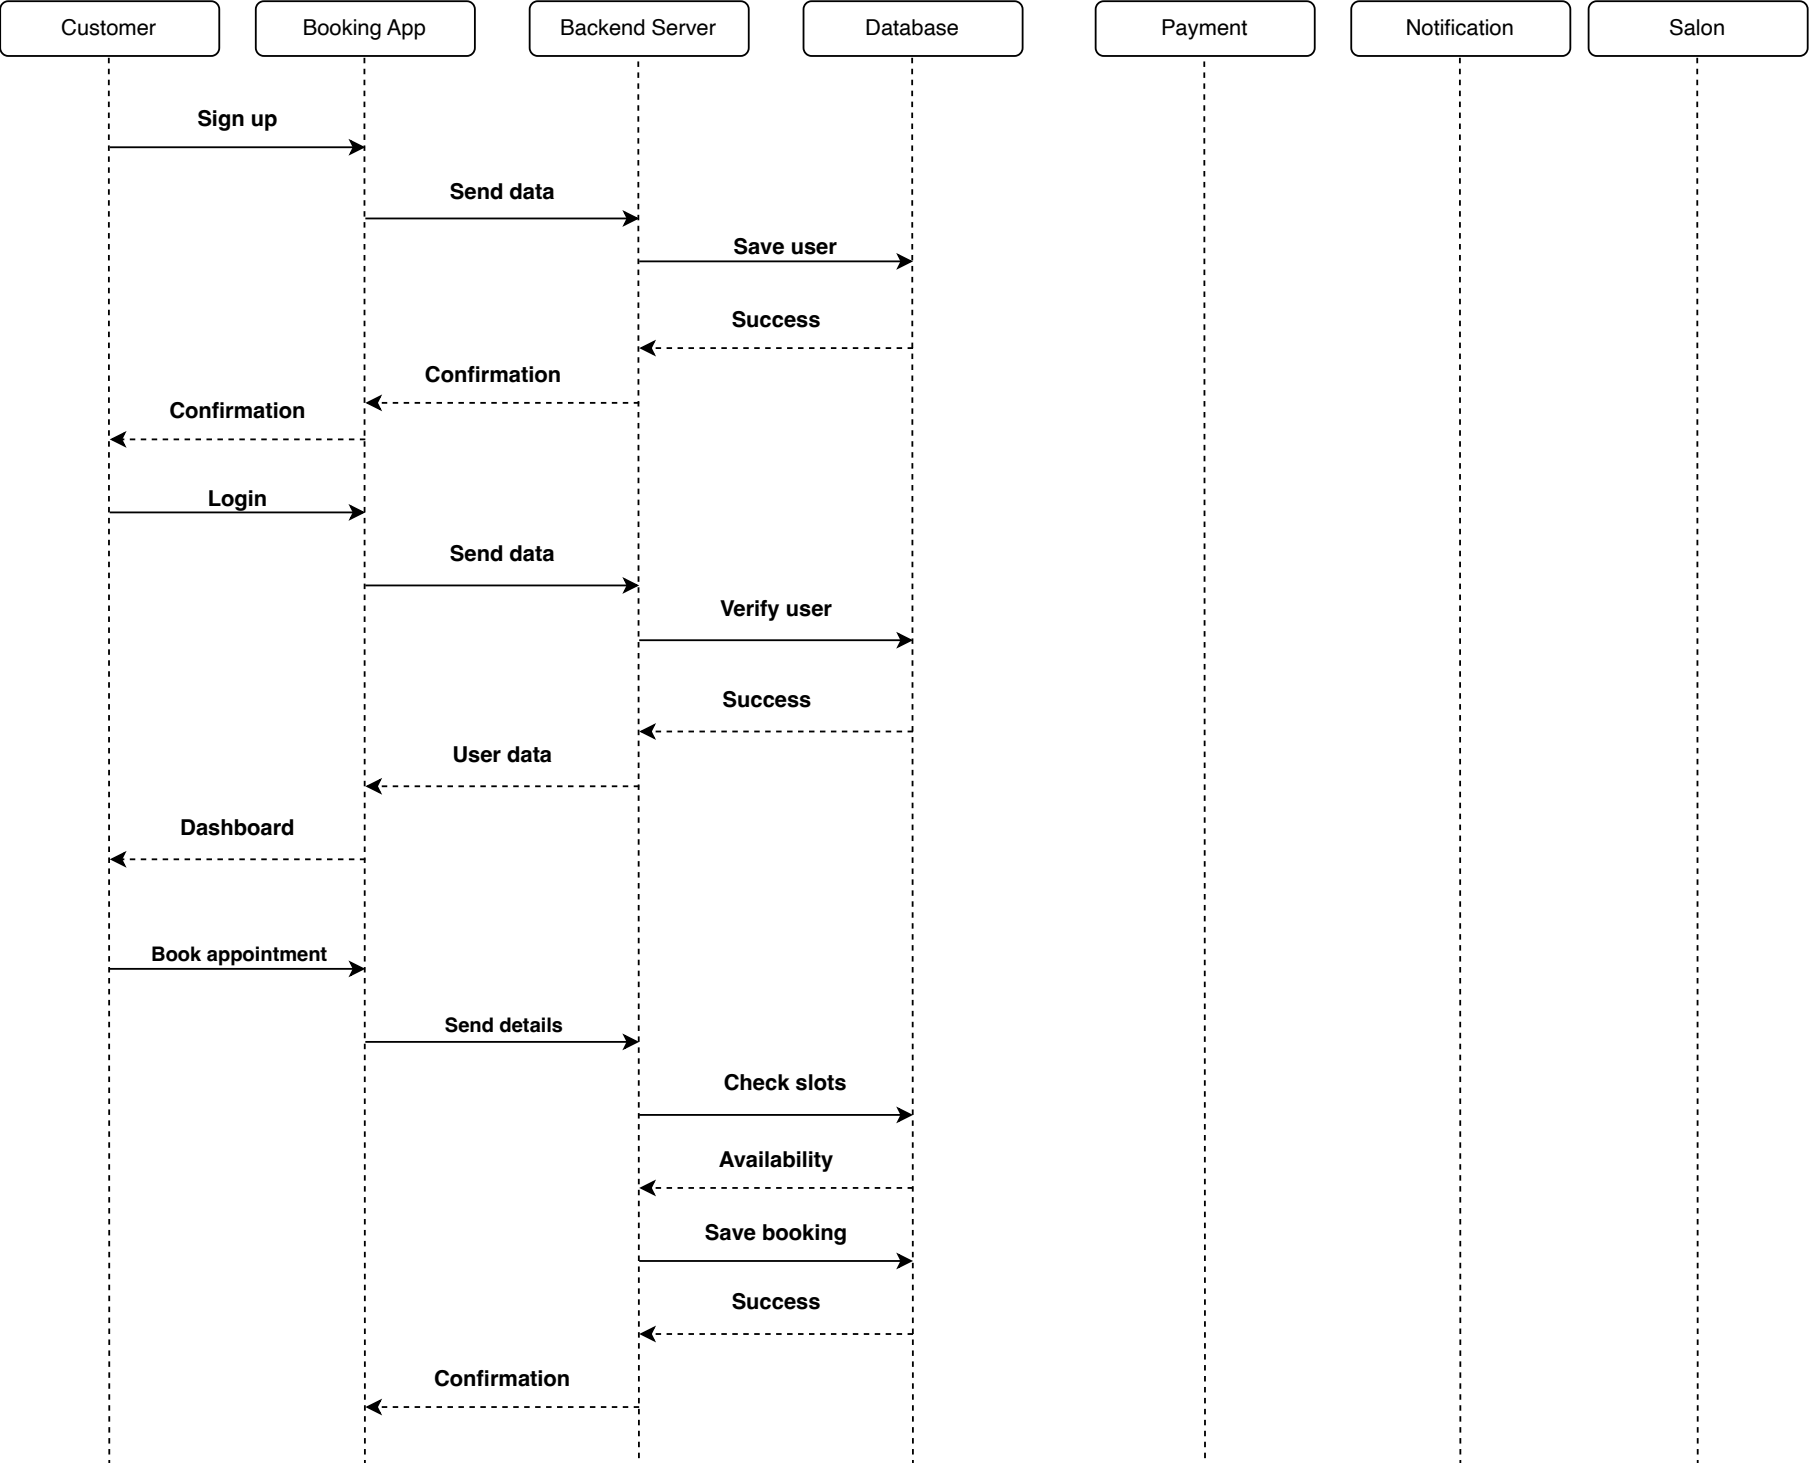 Customer
Booking App
Backend Server
Database
Payment
Notification
Salon
Sign up
Send data
Save user
Success
Confirmation
Confirmation
Login
Send data
Verify user
Success
User data
Dashboard
Book appointment
Send details
Check slots
Availability
Save booking
Success
Confirmation